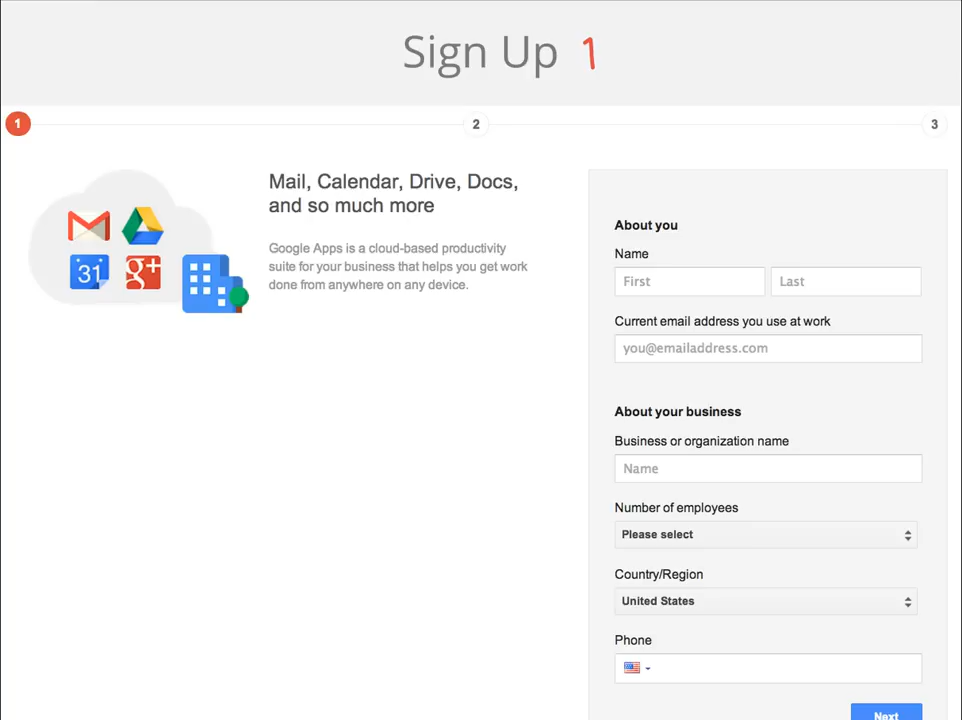 Sign Up 1
1 2 3
Mail, Calendar, Drive, Docs,
and so much more
Google Apps is a cloud-based productivity
suite for your business that helps you get work
done from anywhere on any device.
31
g+
About you
Name
First Last
Current email address you use at work
you@emailaddress.com
About your business
Business or organization name
Name
Number of employees
Please select
Country/Region
United States
Phone
Next